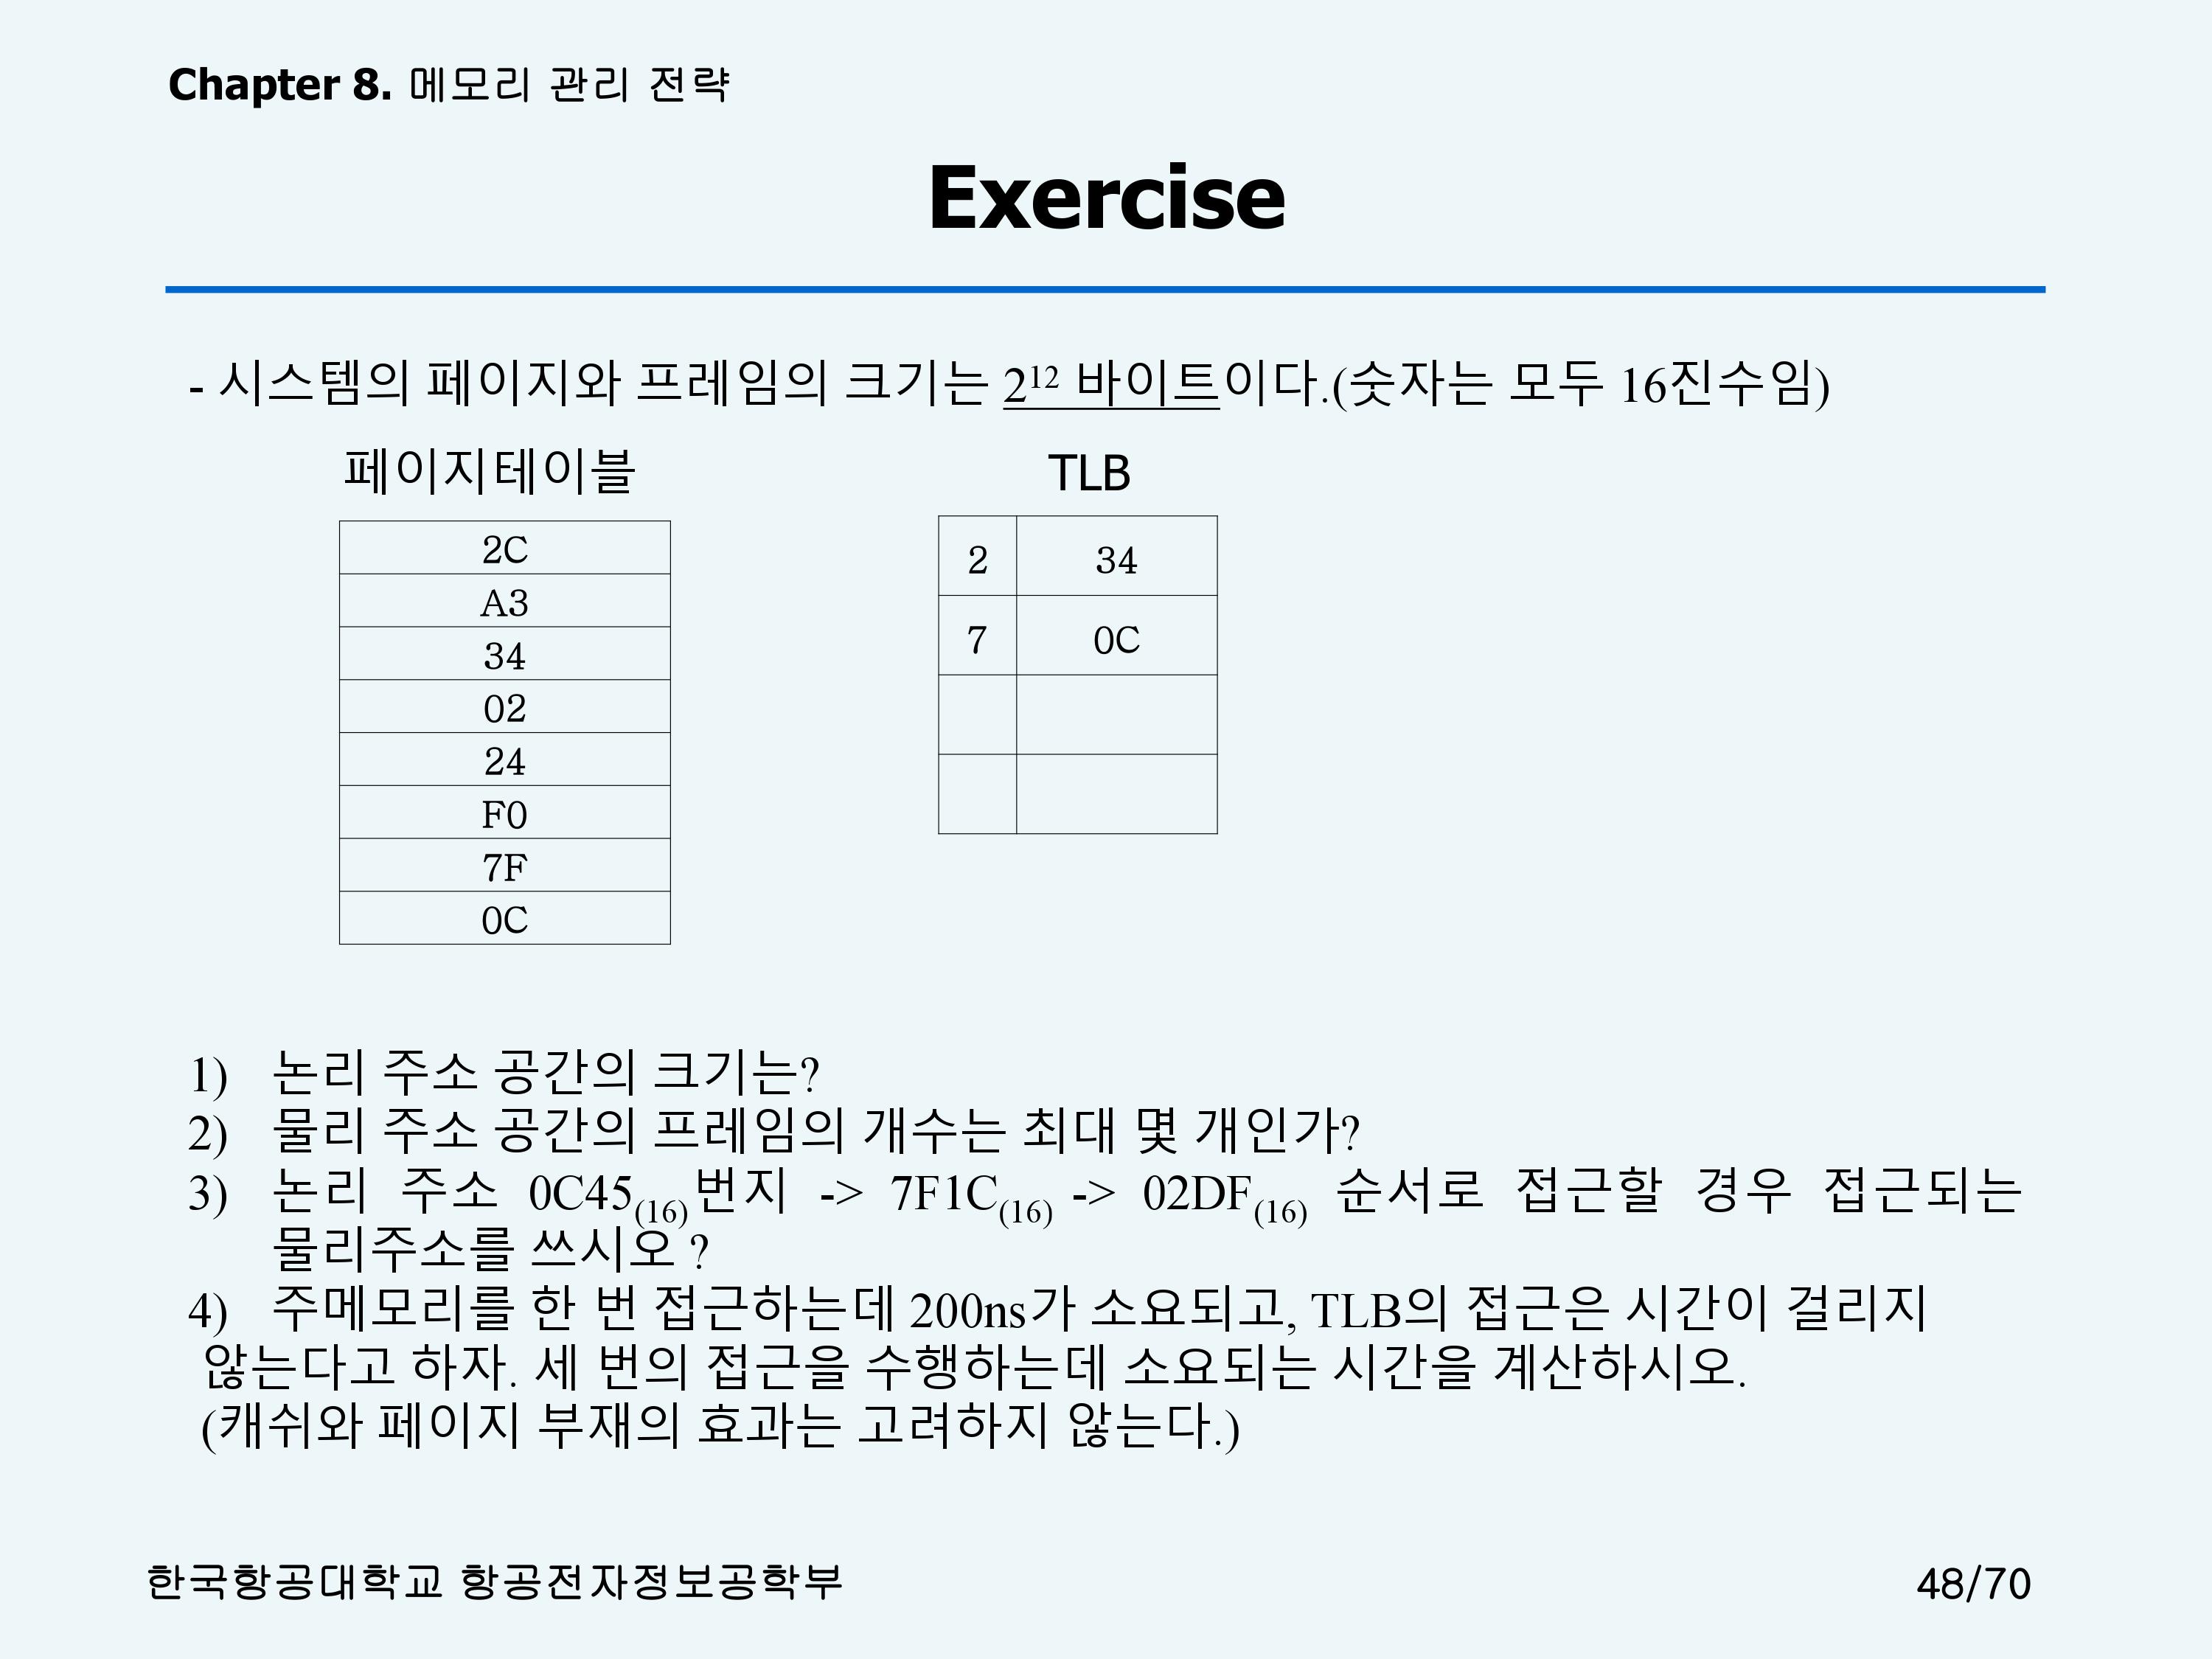 Chapter 8. 메모리 관리 전략
Exercise
- 시스템의 페이지와 프레임의 크기는 2¹² 바이트이다.(숫자는 모두 16진수임)
페이지테이블
2C
A3
34
02
24
F0
7F
0C
TLB
2 34
7 0C
1) 논리 주소 공간의 크기는?
2) 물리 주소 공간의 프레임의 개수는 최대 몇 개인가?
3) 논리 주소 0C45(16)번지 -> 7F1C(16) -> 02DF(16) 순서로 접근할 경우 접근되는
물리주소를 쓰시오 ?
4) 주메모리를 한 번 접근하는데 200ns가 소요되고, TLB의 접근은 시간이 걸리지
않는다고 하자. 세 번의 접근을 수행하는데 소요되는 시간을 계산하시오.
(캐쉬와 페이지 부재의 효과는 고려하지 않는다.)
한국항공대학교 항공전자정보공학부
48/70